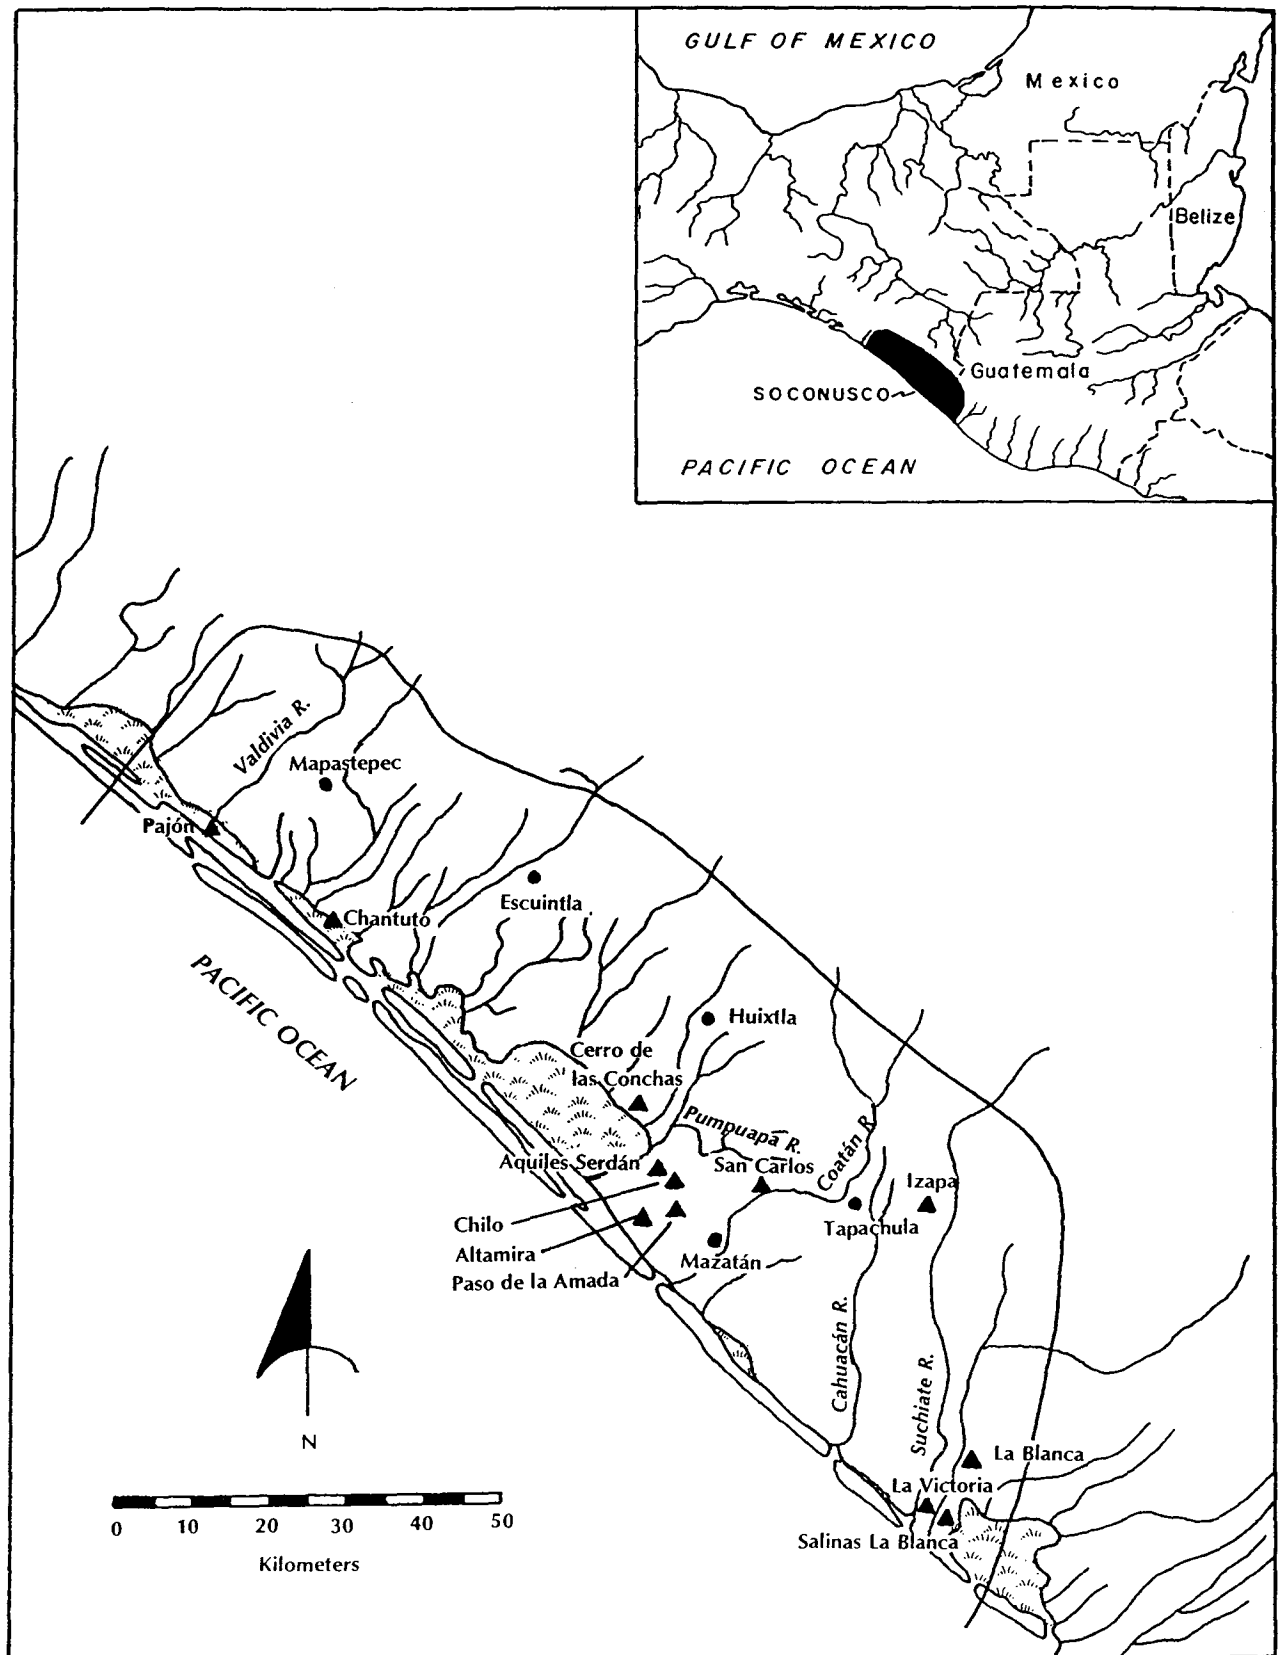 GULF OF MEXICO
Mexico
Belize
Guatemala
SOCONUSCO
PACIFIC OCEAN
Valdivia R.
Mapastepec
Pajón
Escuintla
Chantuto
PACIFIC OCEAN
Huixtla
Cerro de
las Conchas
Pumpuapa R.
Coatán R.
Aquiles Serdán
San Carlos
Izapa
Chilo
Tapachula
Altamira
Mazatán
Paso de la Amada
Cahuacán R.
Suchiate R.
N
La Blanca
La Victoria
Salinas La Blanca
0 10 20 30 40 50
Kilometers